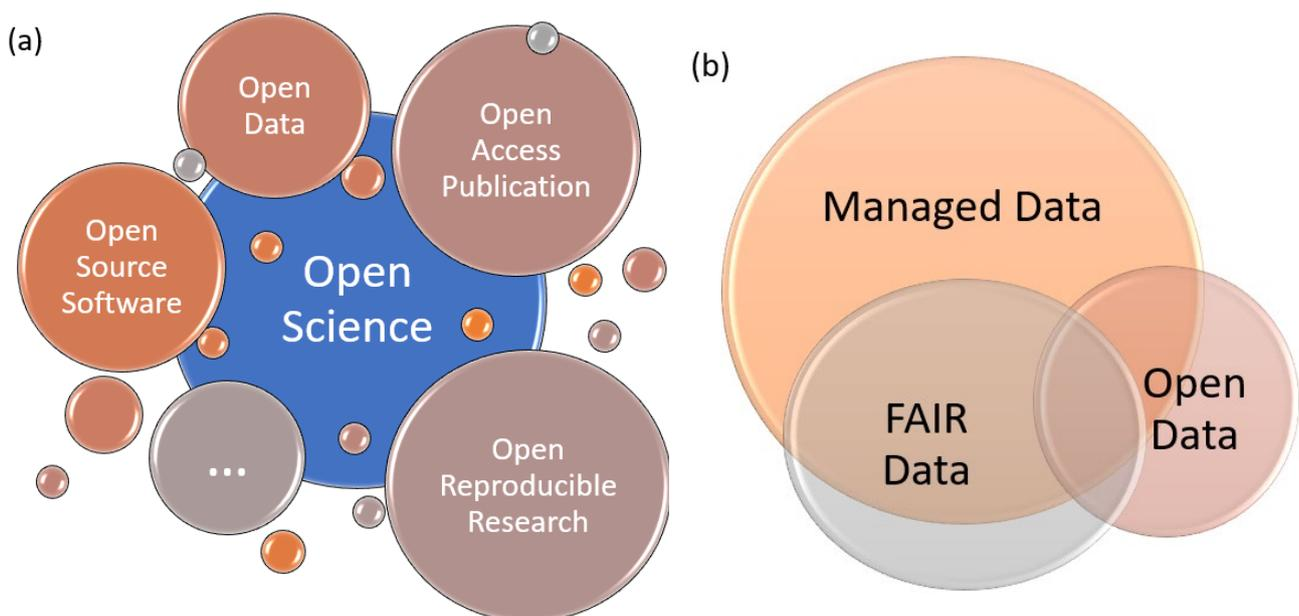 (a)
Open
Data
Open
Access
Publication
Open
Source
Software
Open
Science
...
Open
Reproducible
Research
(b)
Managed Data
FAIR
Data
Open
Data